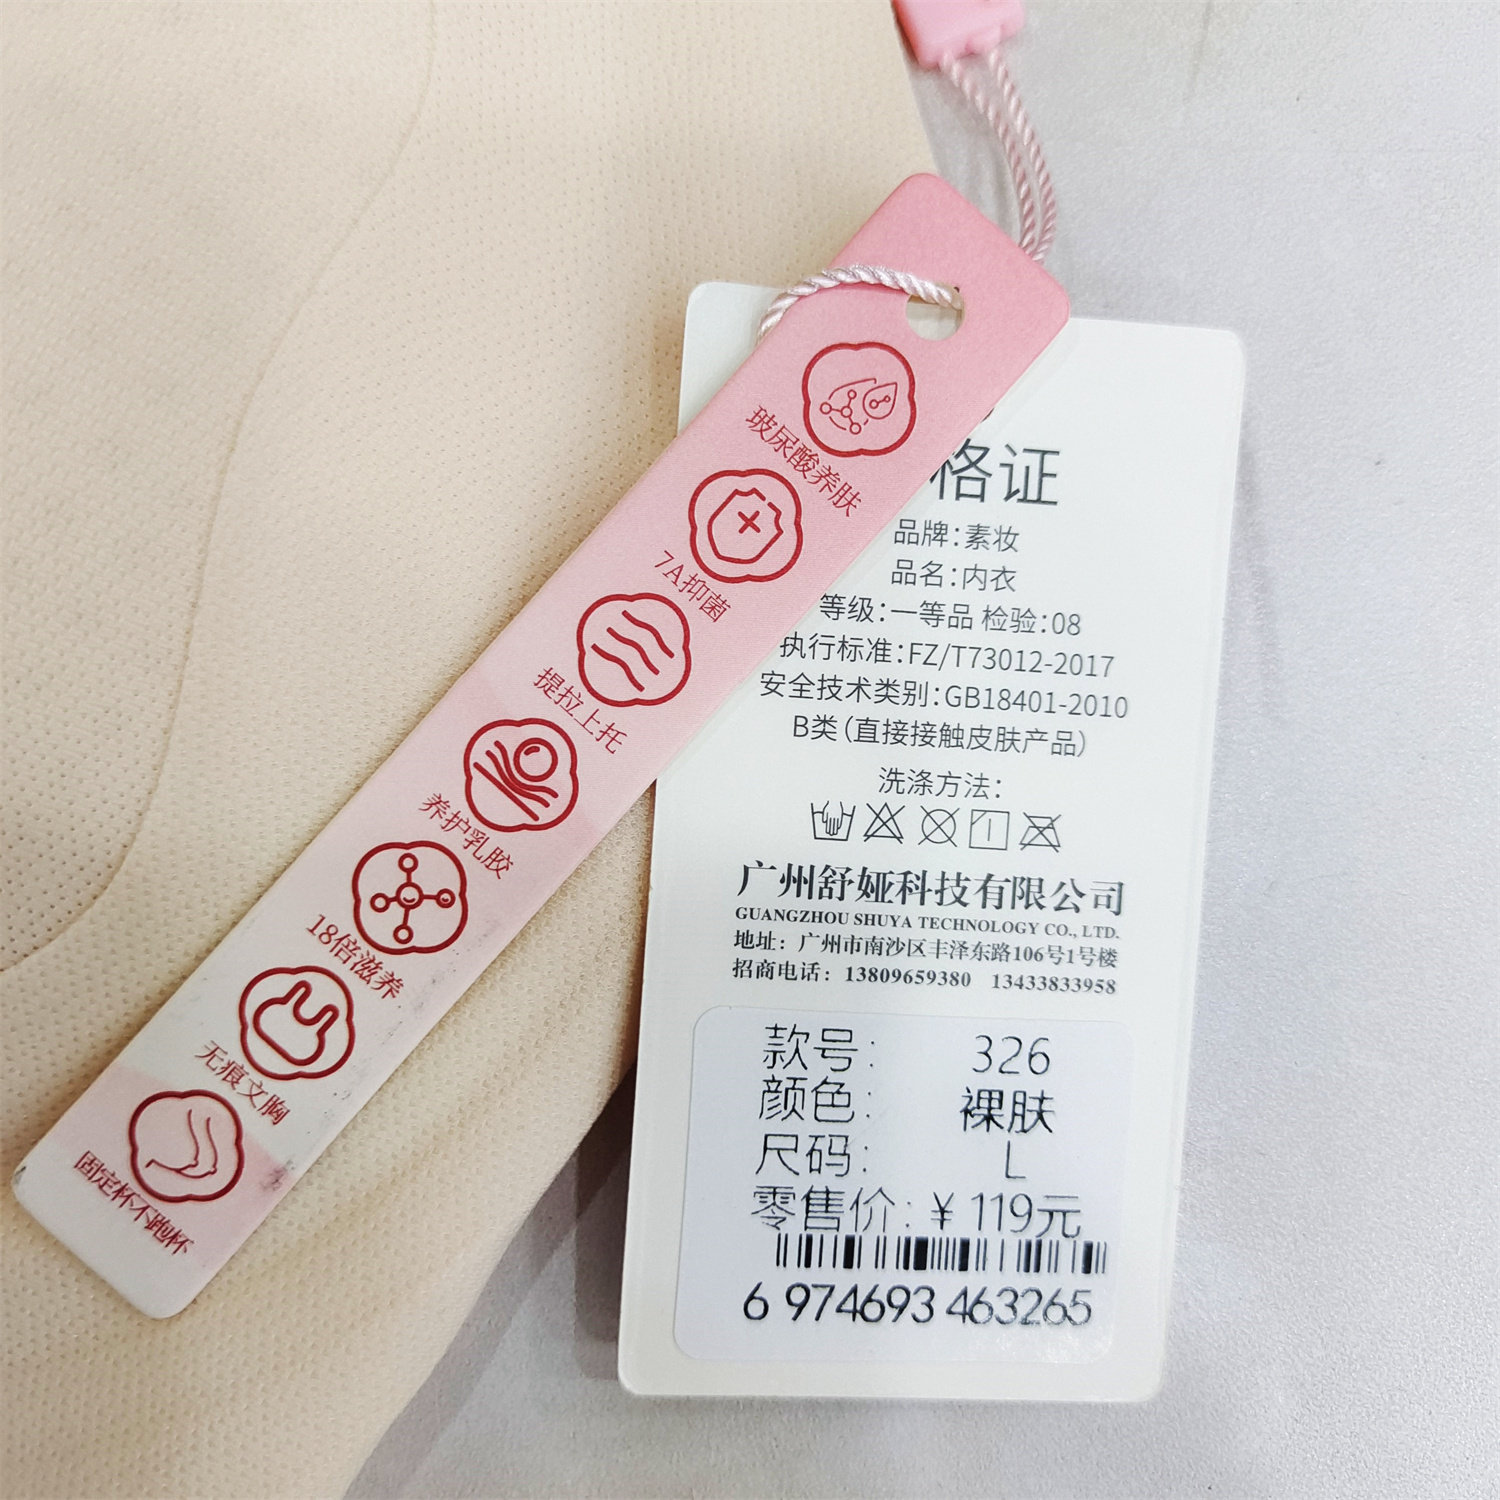 玻尿酸养肤
7A抑菌
提拉上托
养护乳胶
18倍滋养
无痕文胸
固定杯不跑杯
格证
品牌:素妆
品名:内衣
等级:一等品 检验:08
执行标准:FZ/T73012-2017
安全技术类别:GB18401-2010
B类(直接接触皮肤产品)
洗涤方法:
广州舒娅科技有限公司
GUANGZHOU SHUYA TECHNOLOGY CO., LTD.
地址：广州市南沙区丰泽东路106号1号楼
招商电话：13809659380 13433833958
款号: 326
颜色: 裸肤
尺码: L
零售价:￥119元
6 974693 463265